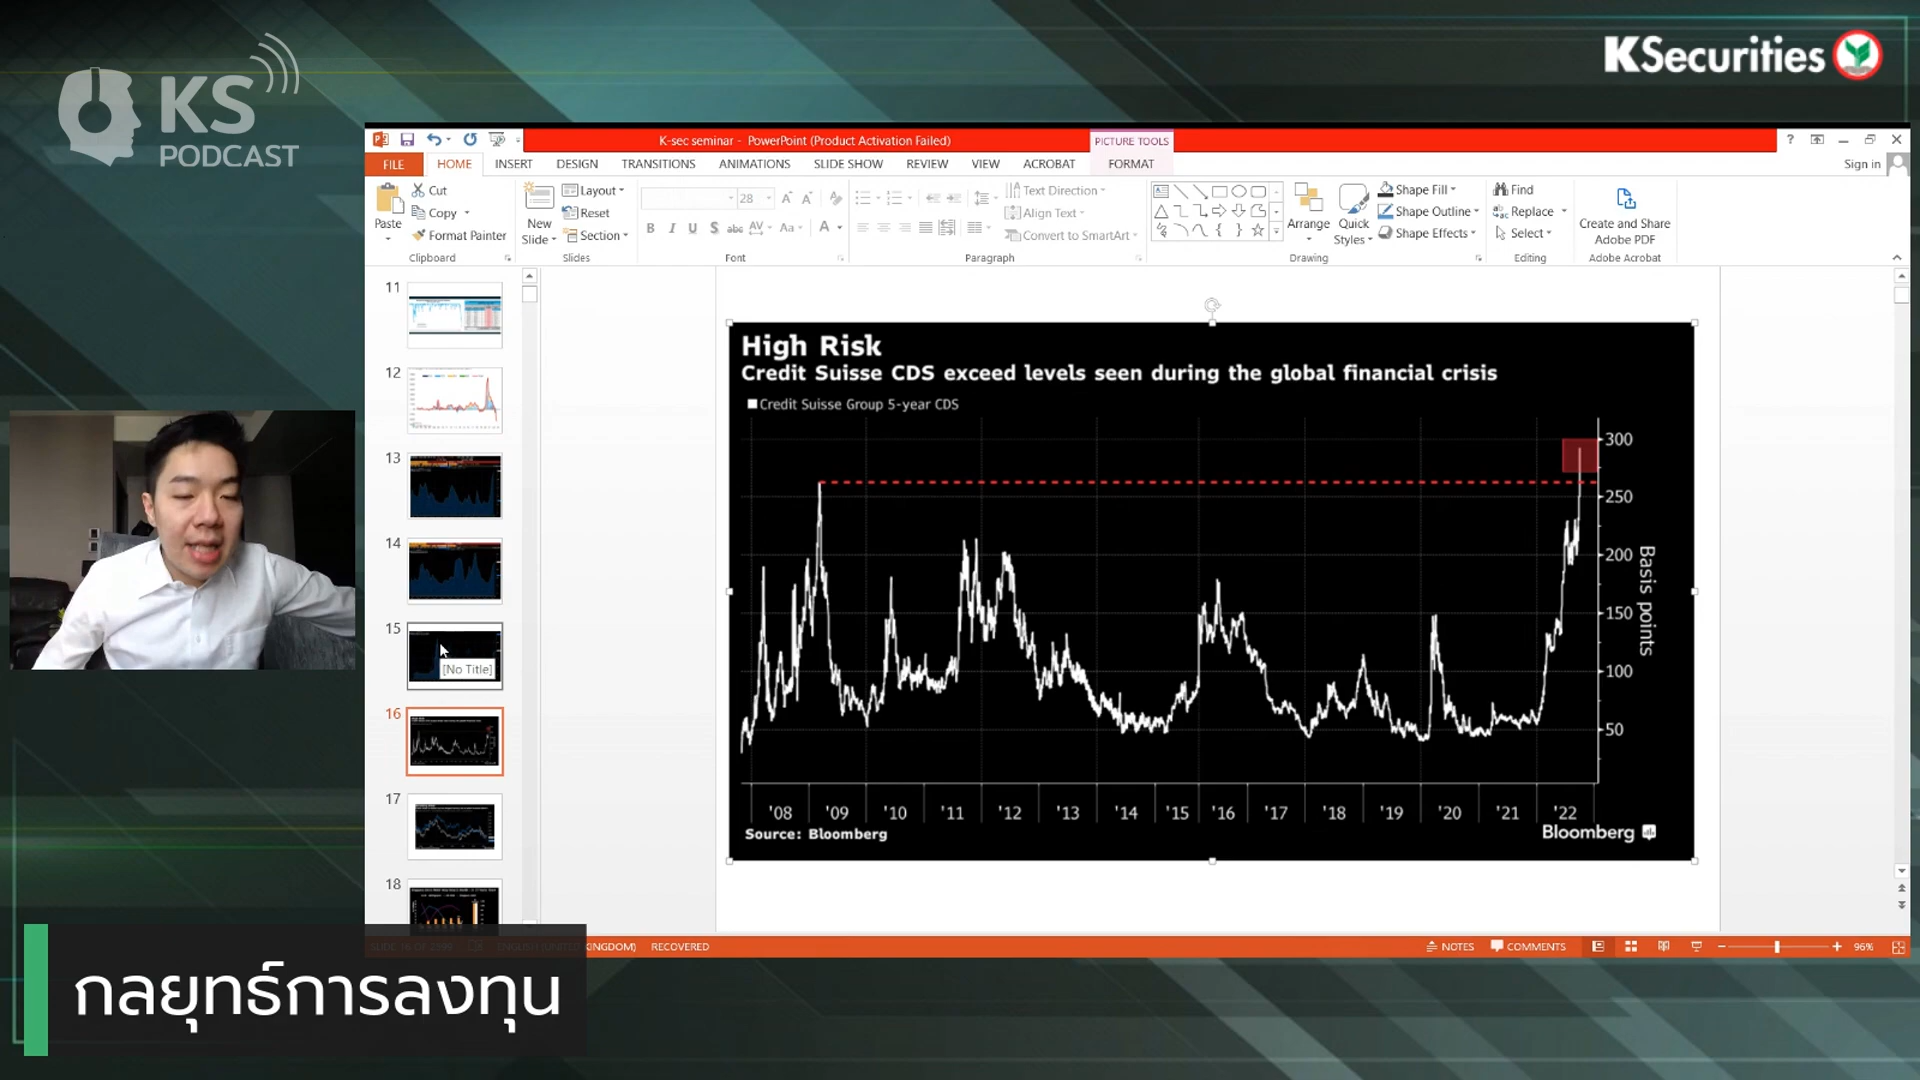 KS
PODCAST
KSecurities
K-sec seminar - PowerPoint (Product Activation Failed)
PICTURE TOOLS
?
FILE
HOME
INSERT
DESIGN
TRANSITIONS
ANIMATIONS
SLIDE SHOW
REVIEW
VIEW
ACROBAT
FORMAT
Sign in
Paste
Cut
Copy
Format Painter
Clipboard
New
Slide
Layout
Reset
Section
Slides
28
B I U S abc AV Aa A
Font
Text Direction
Align Text
Convert to SmartArt
Paragraph
Arrange
Quick
Styles
Shape Fill
Shape Outline
Shape Effects
Drawing
Find
Replace
Select
Editing
Create and Share
Adobe PDF
Adobe Acrobat
11
12
13
14
15
[No Title]
16
17
18
High Risk
Credit Suisse CDS exceed levels seen during the global financial crisis
Credit Suisse Group 5-year CDS
300
250
200
150
100
50
Basis points
'08 '09 '10 '11 '12 '13 '14 '15 '16 '17 '18 '19 '20 '21 '22
Source: Bloomberg
Bloomberg
KINGDOM)
RECOVERED
NOTES
COMMENTS
96%
กลยุทธ์การลงทุน